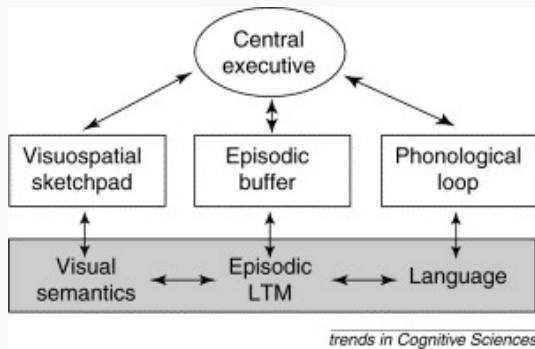 Central
executive
Visuospatial
sketchpad
Episodic
buffer
Phonological
loop
Visual
semantics
Episodic
LTM
Language
trends in Cognitive Sciences